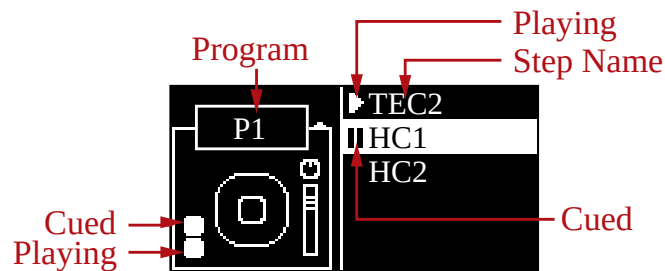 Playing
Program
Step Name
TEC2
P1
HC1
HC2
Cued
Cued
Playing